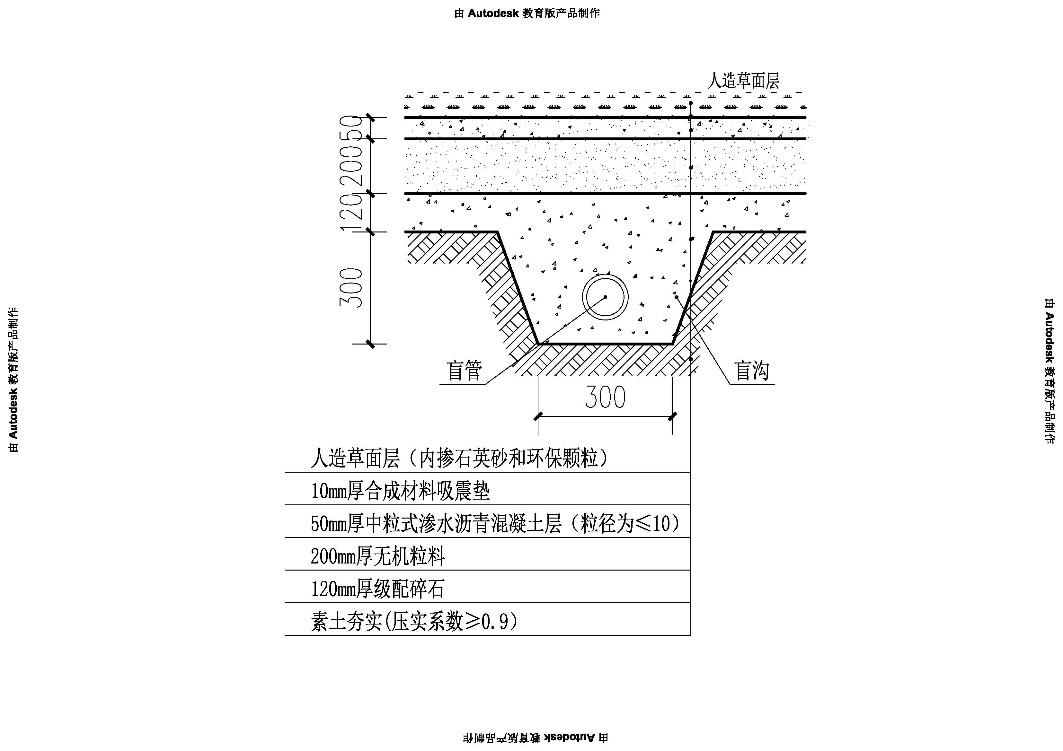 由 Autodesk 教育版产品制作
人造草面层
50
200
120
300
盲管
盲沟
300
人造草面层（内掺石英砂和环保颗粒）
10mm厚合成材料吸震垫
50mm厚中粒式渗水沥青混凝土层（粒径为≤10）
200mm厚无机粒料
120mm厚级配碎石
素土夯实(压实系数≥0.9）
由 Autodesk 教育版产品制作
由 Autodesk 教育版产品制作
由 Autodesk 教育版产品制作